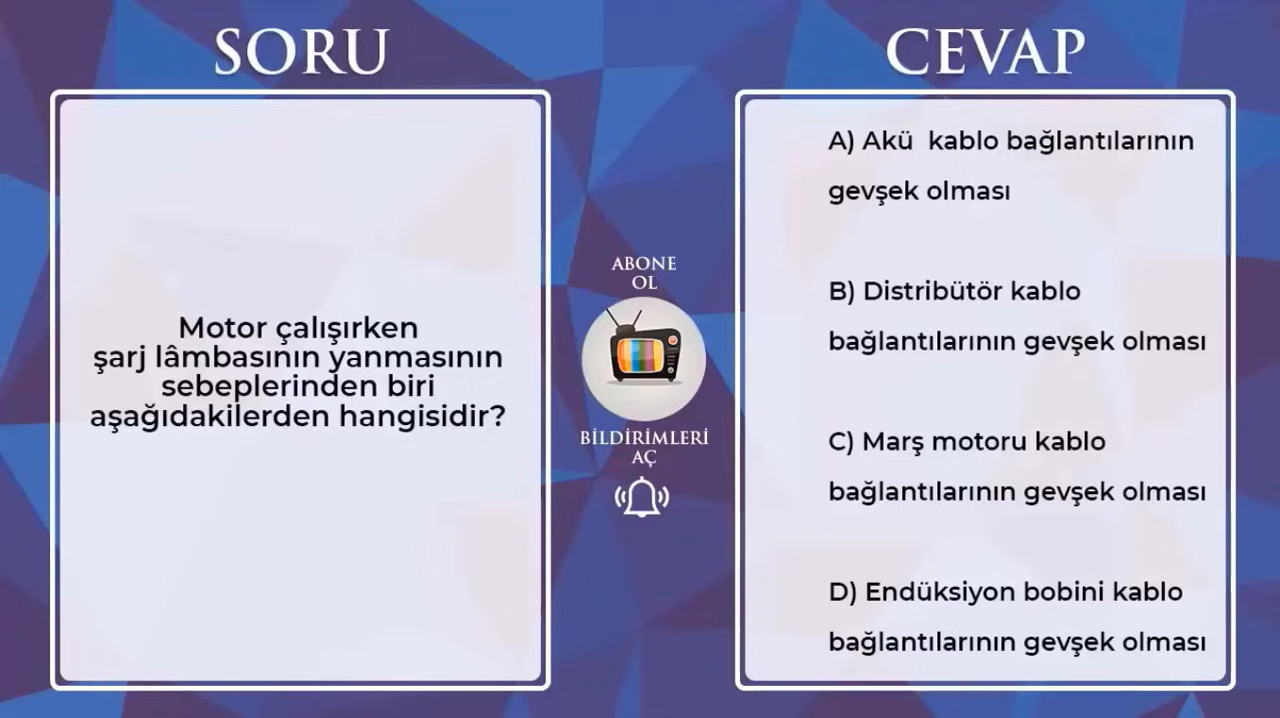 SORU
Motor çalışırken
şarj lâmbasının yanmasının
sebeplerinden biri
aşağıdakilerden hangisidir?
ABONE
OL
BİLDİRİMLERİ
AÇ
CEVAP
A) Akü  kablo bağlantılarının
gevşek olması
B) Distribütör kablo
bağlantılarının gevşek olması
C) Marş motoru kablo
bağlantılarının gevşek olması
D) Endüksiyon bobini kablo
bağlantılarının gevşek olması